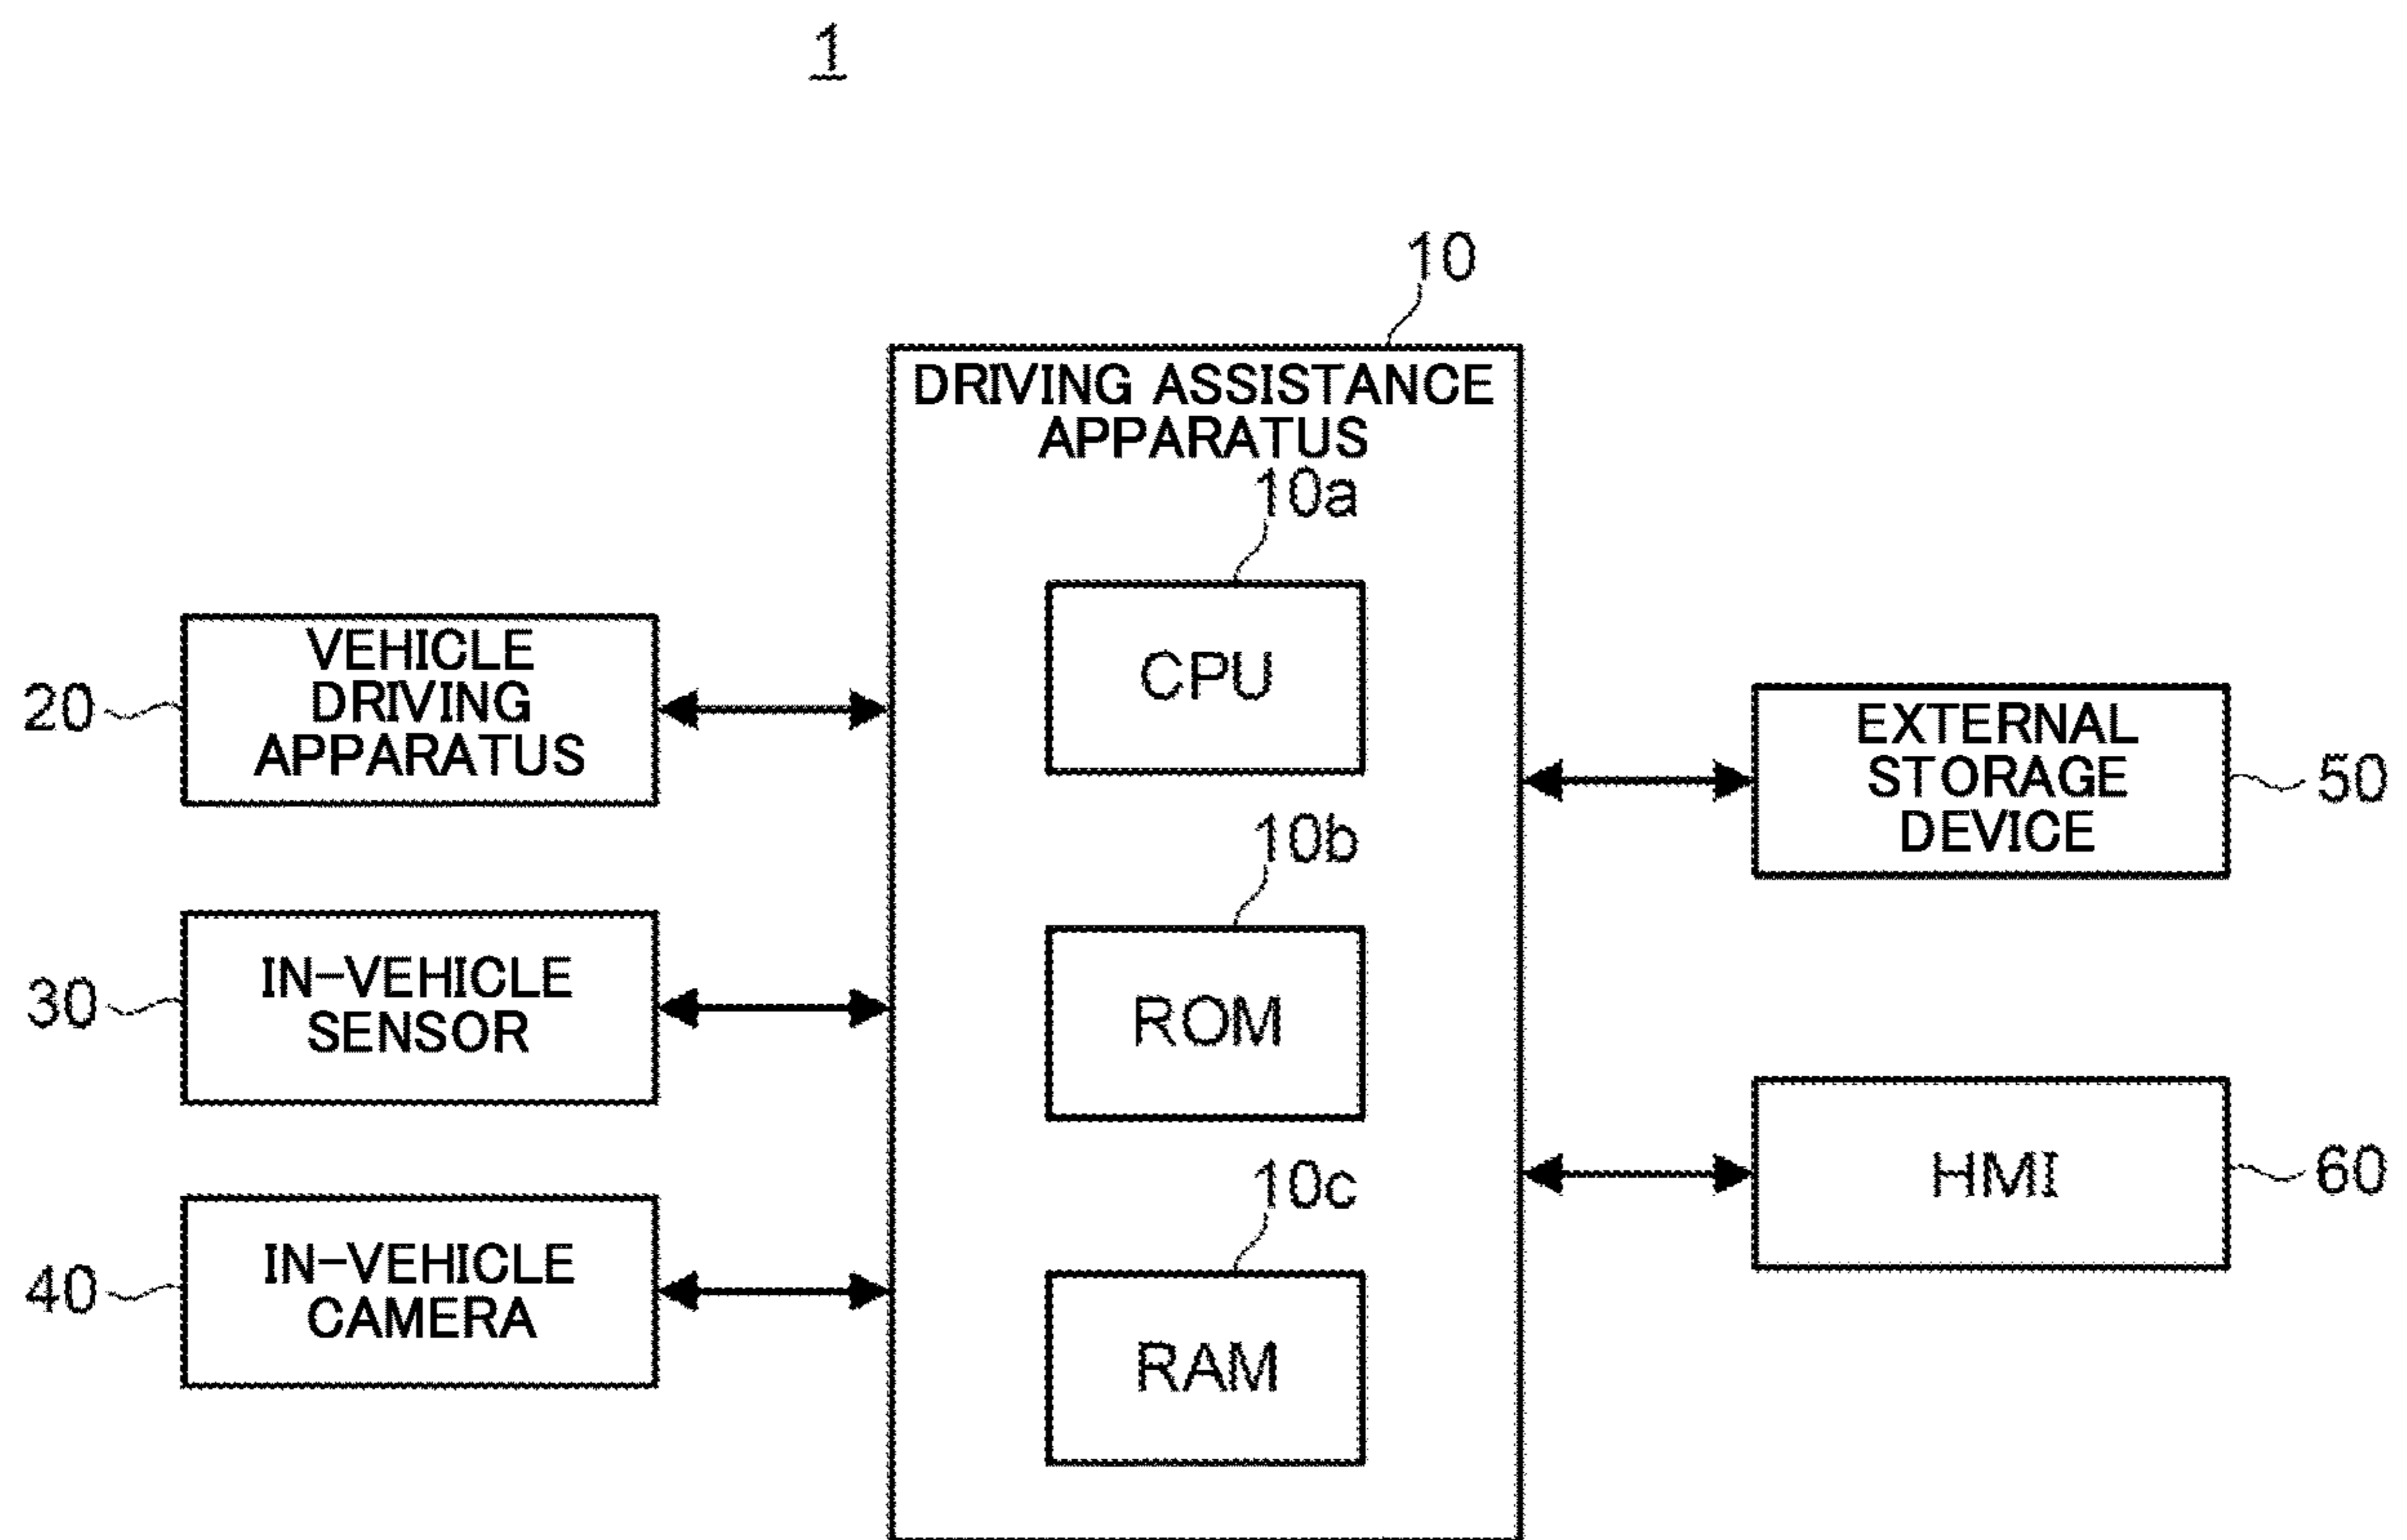 1
10
DRIVING ASSISTANCE
APPARATUS
10a
CPU
20
VEHICLE
DRIVING
APPARATUS
10b
ROM
30
IN-VEHICLE
SENSOR
10c
RAM
40
IN-VEHICLE
CAMERA
EXTERNAL
STORAGE
DEVICE
50
HMI
60